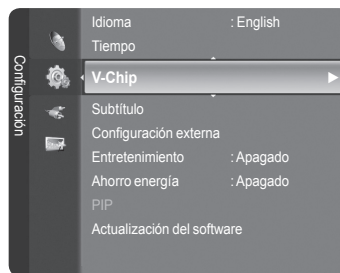 Configuración
Idioma : English
Tiempo
V-Chip
Subtítulo
Configuración externa
Entretenimiento : Apagado
Ahorro energía : Apagado
PIP
Actualización del software